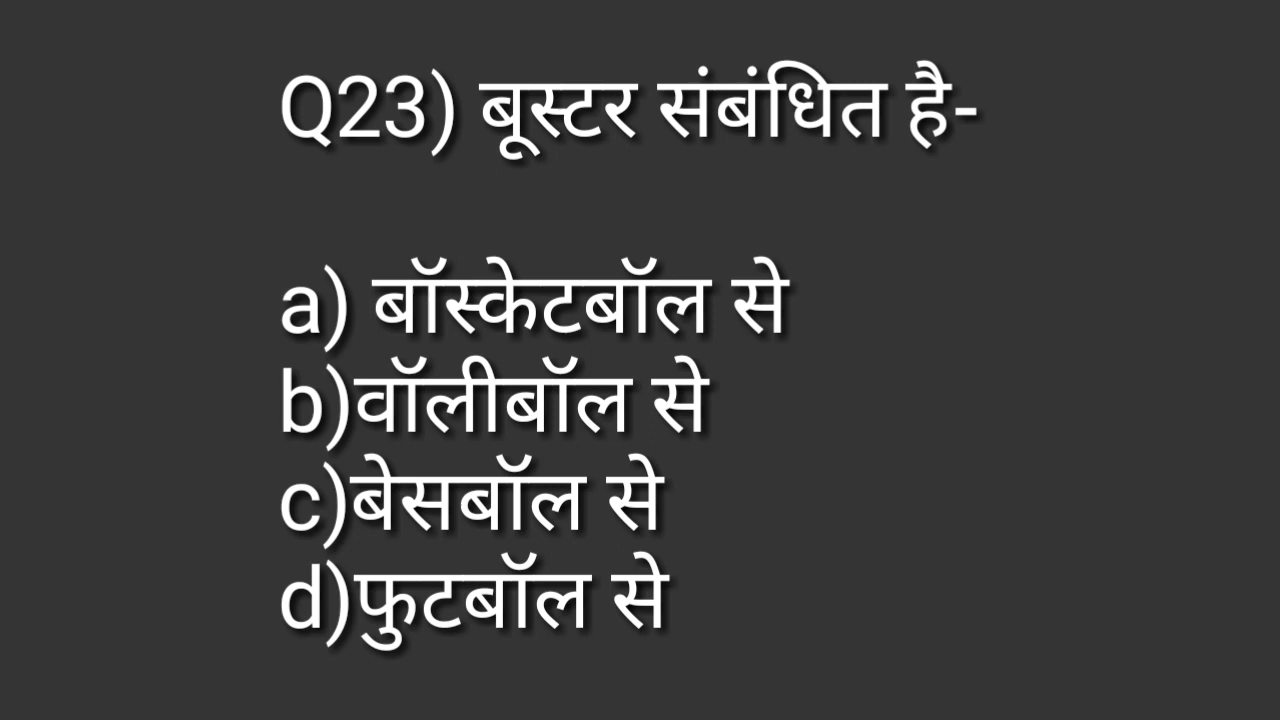 Q23) बूस्टर संबंधित है-
a) बॉस्केटबॉल से
b)वॉलीबॉल से
c)बेसबॉल से
d)फुटबॉल से